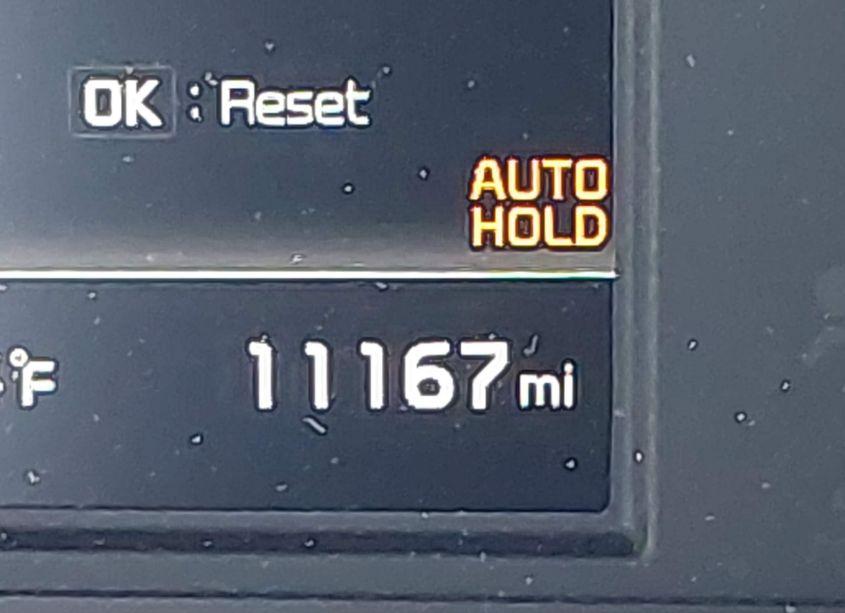 OK : Reset
AUTO
HOLD
°F 11167 mi